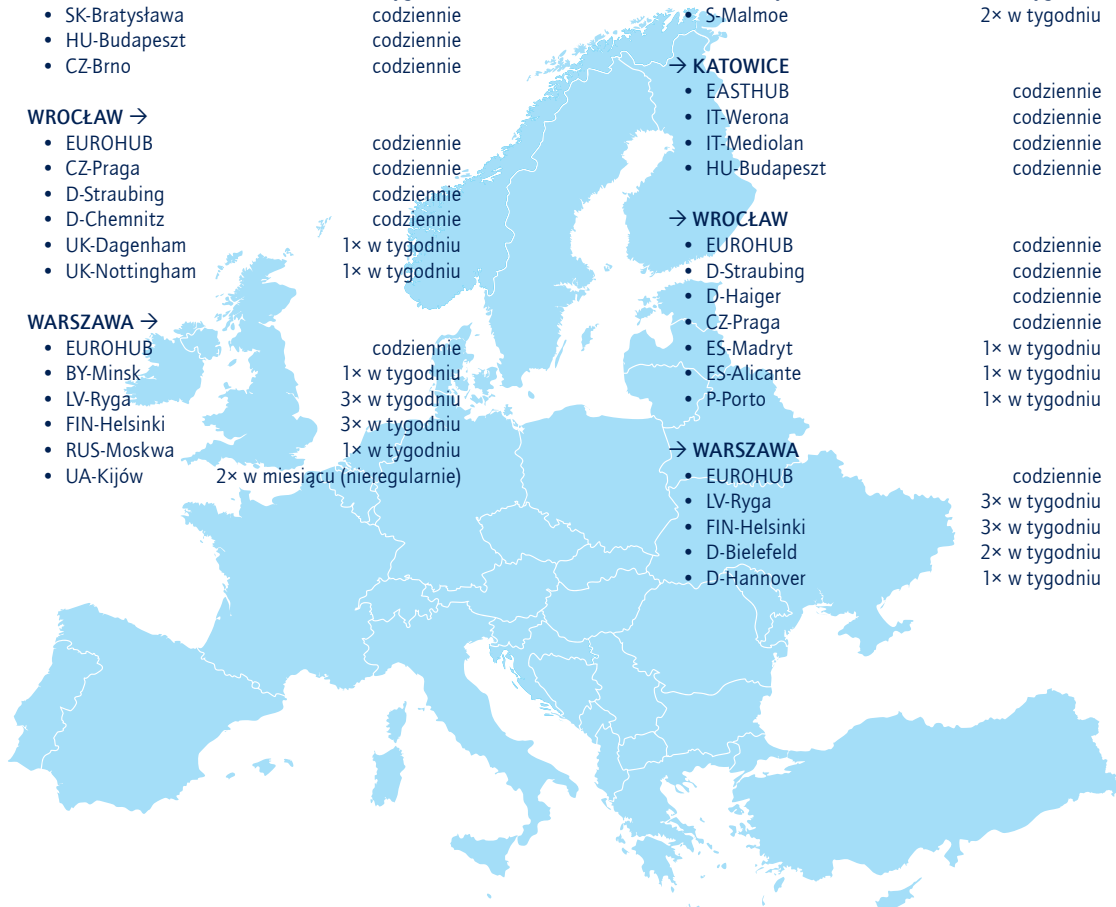 • SK-Bratysława codziennie
• HU-Budapeszt codziennie
• CZ-Brno codziennie
WROCŁAW →
• EUROHUB codziennie
• CZ-Praga codziennie
• D-Straubing codziennie
• D-Chemnitz codziennie
• UK-Dagenham 1× w tygodniu
• UK-Nottingham 1× w tygodniu
WARSZAWA →
• EUROHUB codziennie
• BY-Minsk 1× w tygodniu
• LV-Ryga 3× w tygodniu
• FIN-Helsinki 3× w tygodniu
• RUS-Moskwa 1× w tygodniu
• UA-Kijów 2× w miesiącu (nieregularnie)
• S-Malmoe 2× w tygodniu
→ KATOWICE
• EASTHUB codziennie
• IT-Werona codziennie
• IT-Mediolan codziennie
• HU-Budapeszt codziennie
→ WROCŁAW
• EUROHUB codziennie
• D-Straubing codziennie
• D-Haiger codziennie
• CZ-Praga codziennie
• ES-Madryt 1× w tygodniu
• ES-Alicante 1× w tygodniu
• P-Porto 1× w tygodniu
→ WARSZAWA
• EUROHUB codziennie
• LV-Ryga 3× w tygodniu
• FIN-Helsinki 3× w tygodniu
• D-Bielefeld 2× w tygodniu
• D-Hannover 1× w tygodniu